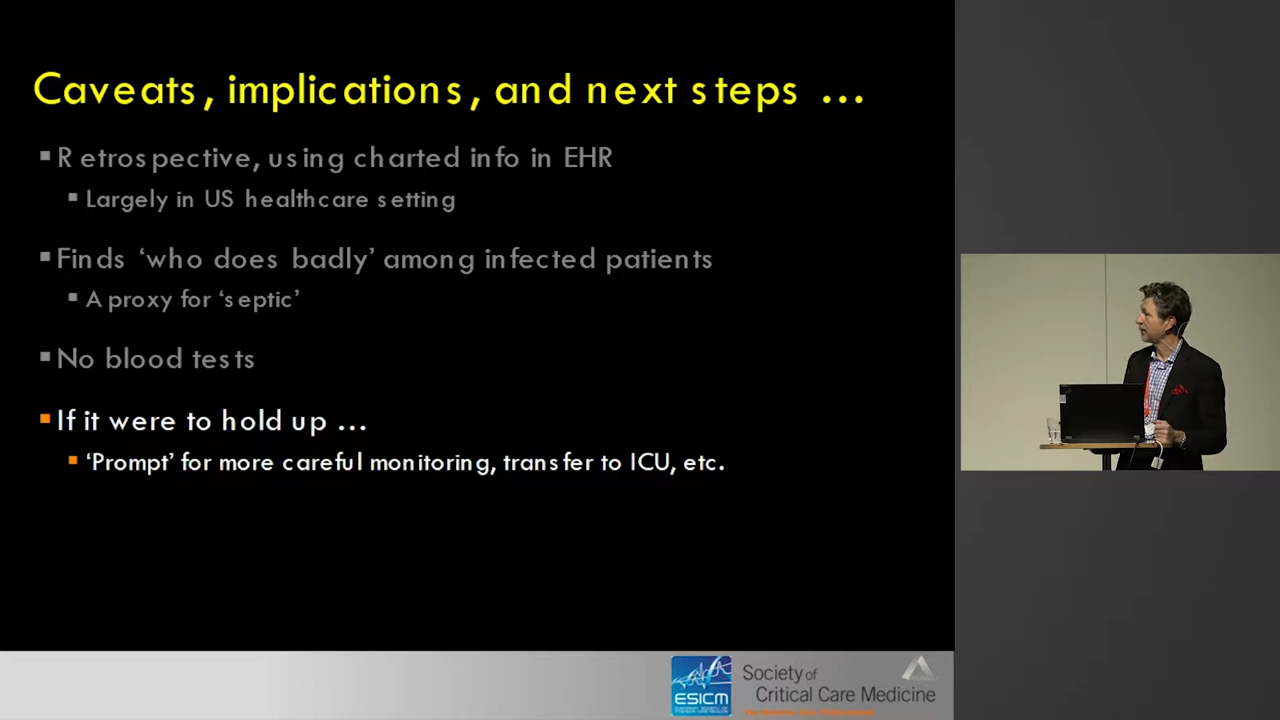 Caveats, implications, and next steps ...
Retrospective, using charted info in EHR
Largely in US healthcare setting
Finds ‘who does badly’ among infected patients
A proxy for ‘septic’
No blood tests
If it were to hold up ...
‘Prompt’ for more careful monitoring, transfer to ICU, etc.
ESICM
Society of
Critical Care Medicine